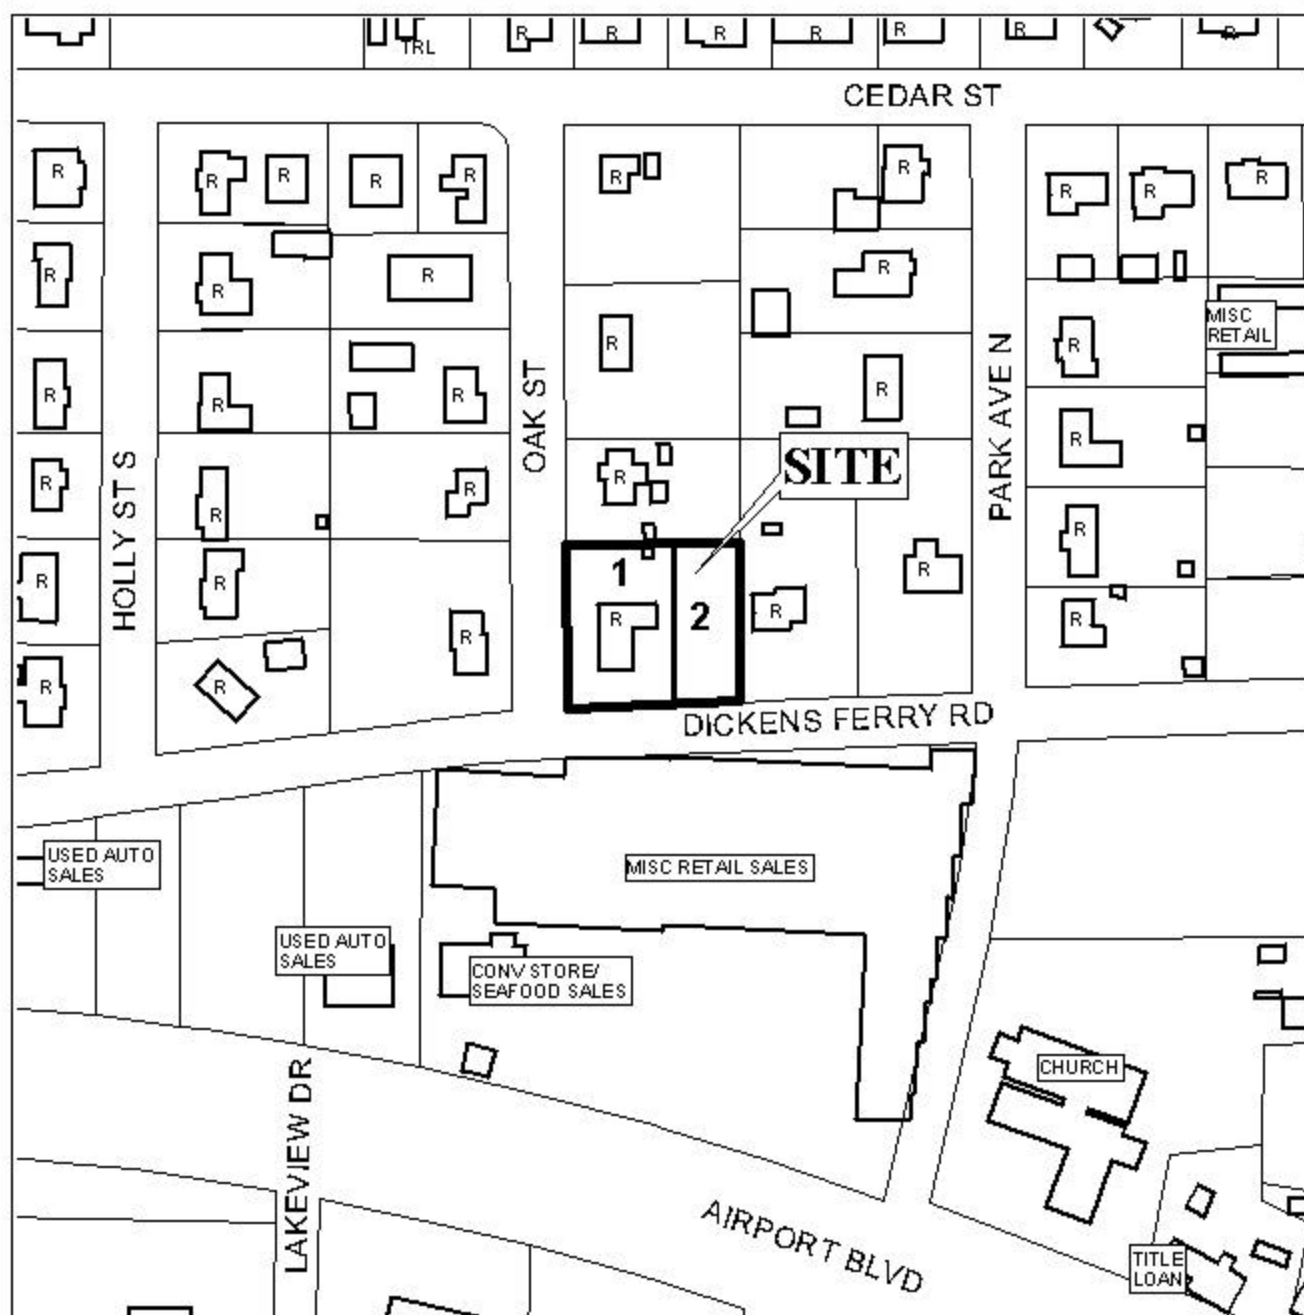 R R R R R R R
TRL
CEDAR ST
R R R R R R R R R
R R R R
MISC
RETAIL
R R
R R R R
OAK ST
PARK AVE N
R
SITE
R R R
HOLLY ST S
R R
R R R
1
2
R R R R
R R
DICKENS FERRY RD
USED AUTO
SALES
MISC RETAIL SALES
USED AUTO
SALES
CONV STORE/
SEAFOOD SALES
CHURCH
LAKEVIEW DR
AIRPORT BLVD
TITLE
LOAN